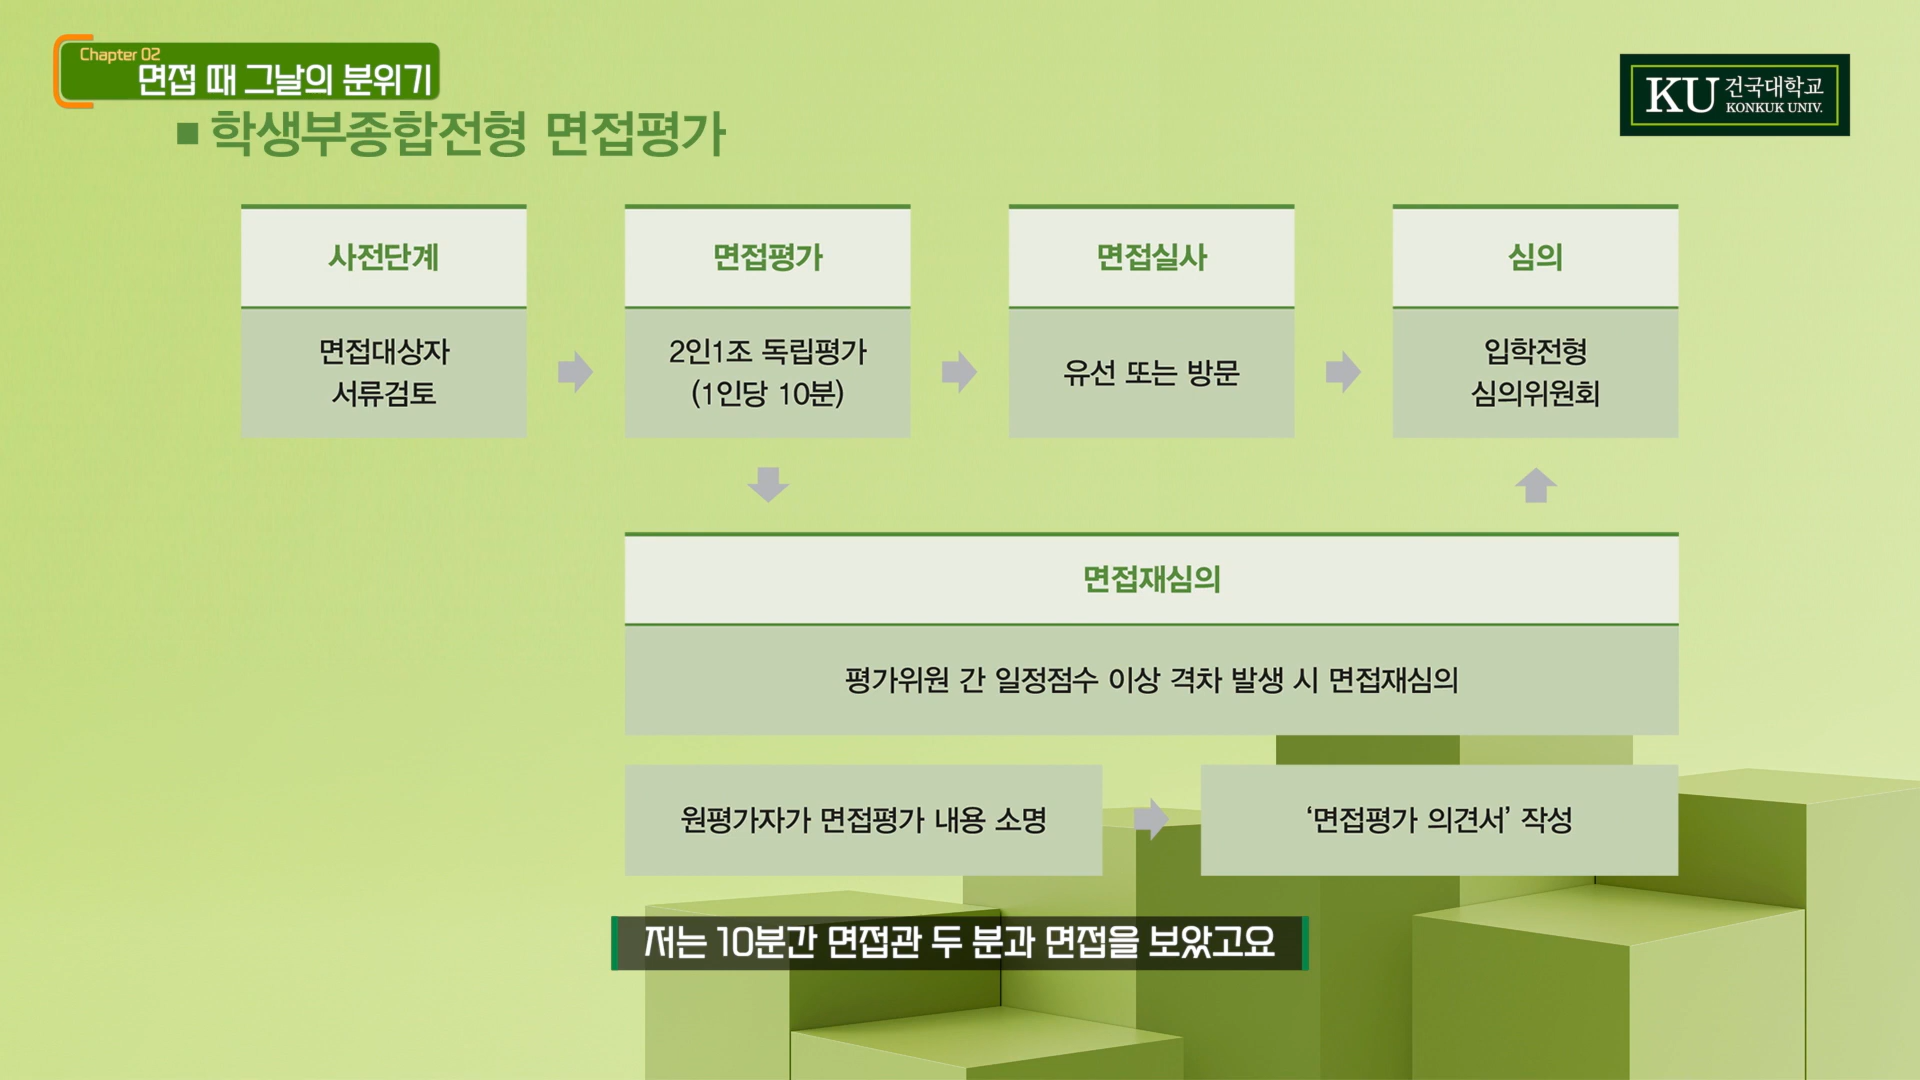 Chapter 02
면접 때 그날의 분위기
KU 건국대학교
KONKUK UNIV.
■ 학생부종합전형 면접평가
사전단계
면접대상자
서류검토
면접평가
2인1조 독립평가
(1인당 10분)
면접실사
유선 또는 방문
심의
입학전형
심의위원회
면접재심의
평가위원 간 일정점수 이상 격차 발생 시 면접재심의
원평가자가 면접평가 내용 소명
‘면접평가 의견서’ 작성
저는 10분간 면접관 두 분과 면접을 보았고요